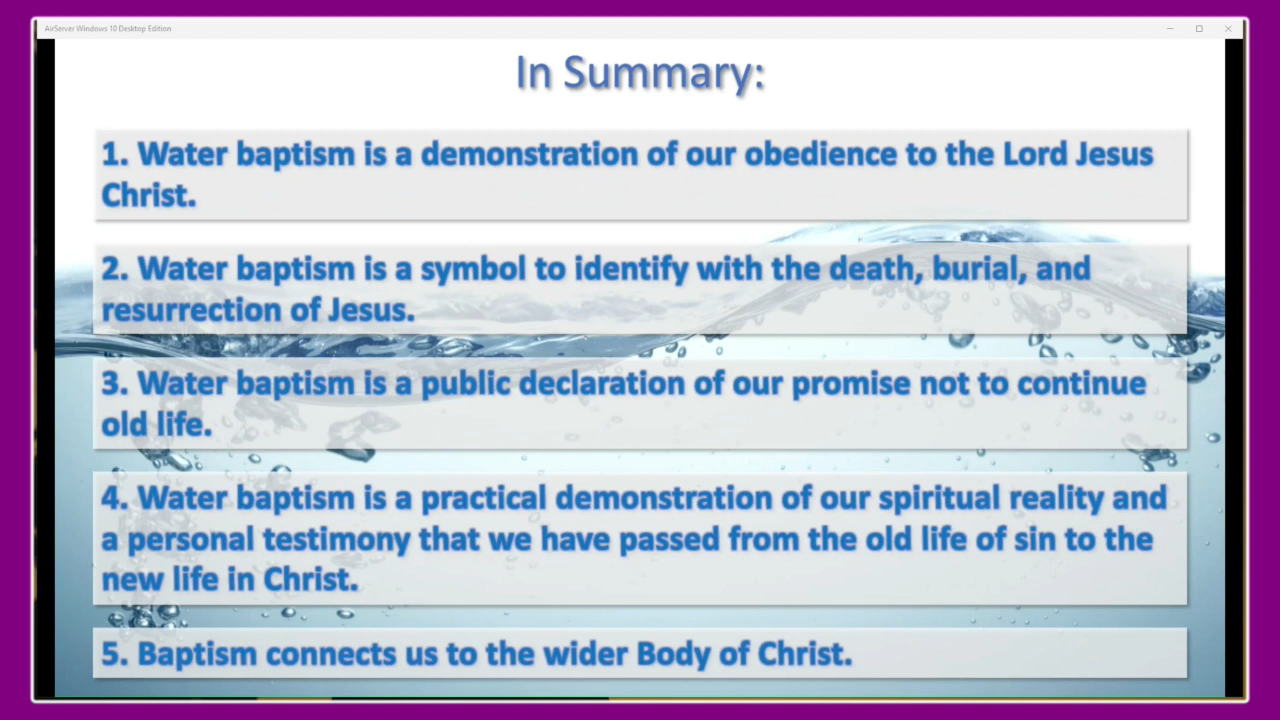 AirServer Windows 10 Desktop Edition
In Summary:
1. Water baptism is a demonstration of our obedience to the Lord Jesus
Christ.
2. Water baptism is a symbol to identify with the death, burial, and
resurrection of Jesus.
3. Water baptism is a public declaration of our promise not to continue
old life.
4. Water baptism is a practical demonstration of our spiritual reality and
a personal testimony that we have passed from the old life of sin to the
new life in Christ.
5. Baptism connects us to the wider Body of Christ.